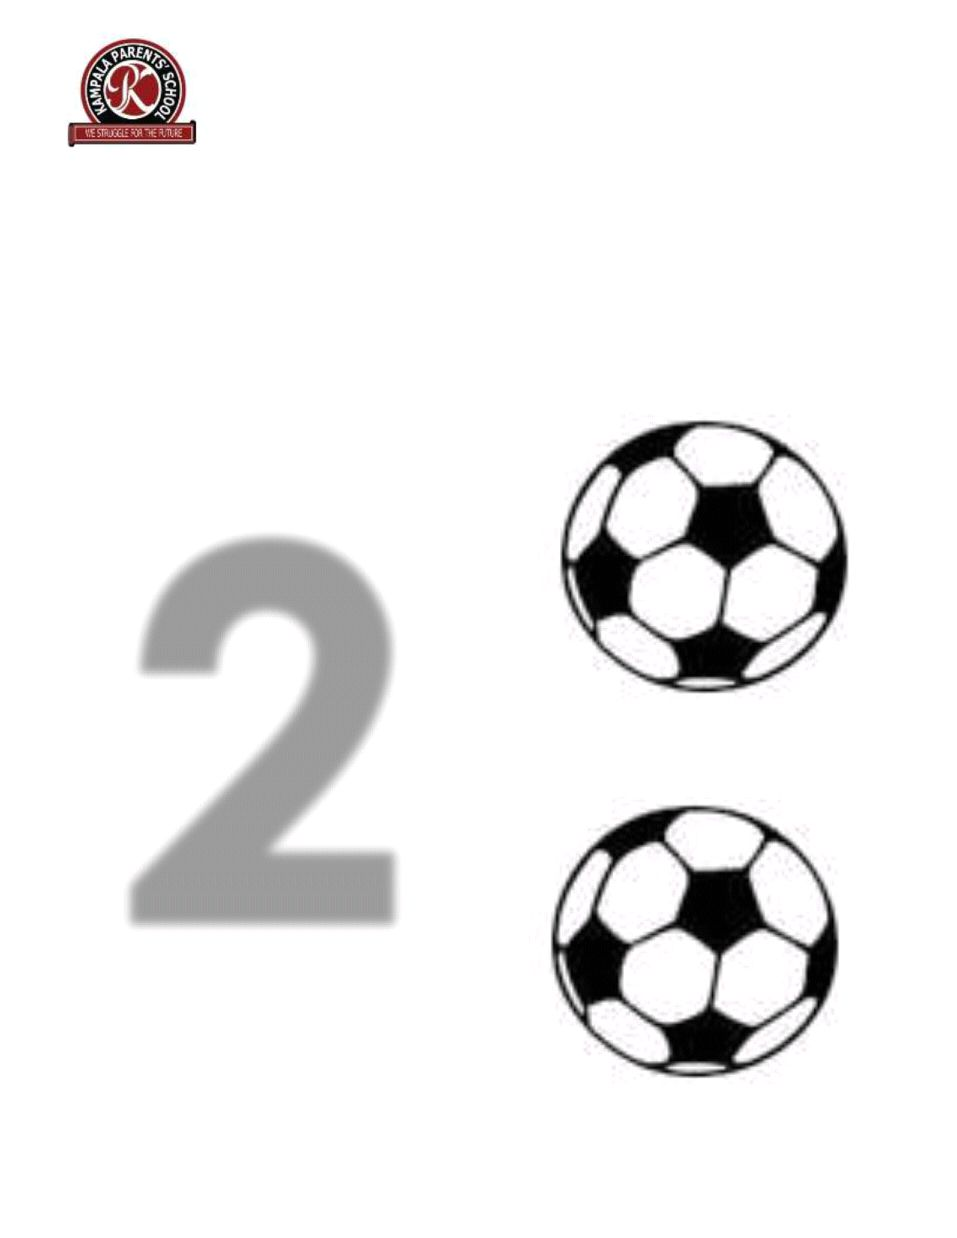 KAMPALA PARENTS' SCHOOL
K
WE STRUGGLE FOR THE FUTURE
2